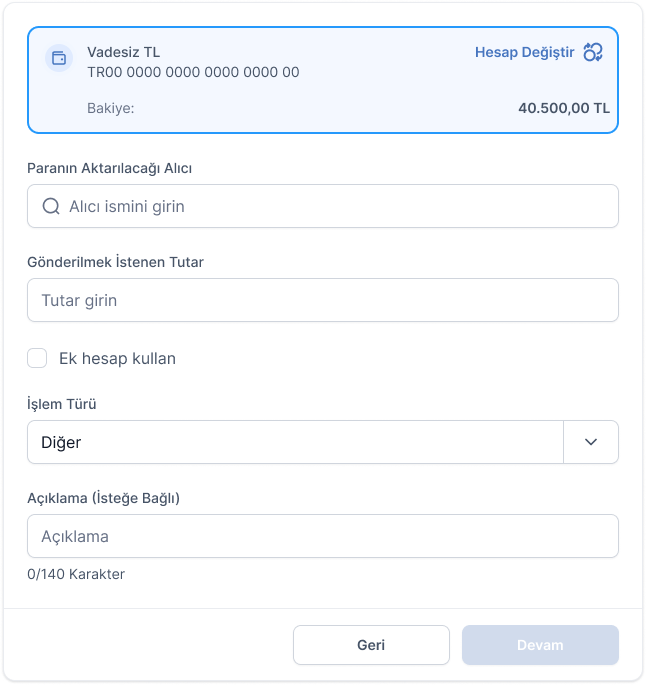 Vadesiz TL
Hesap Değiştir
TR00 0000 0000 0000 0000 00
Bakiye:
40.500,00 TL
Paranın Aktarılacağı Alıcı
Alıcı ismini girin
Gönderilmek İstenen Tutar
Tutar girin
Ek hesap kullan
İşlem Türü
Diğer
Açıklama (İsteğe Bağlı)
Açıklama
0/140 Karakter
Geri
Devam